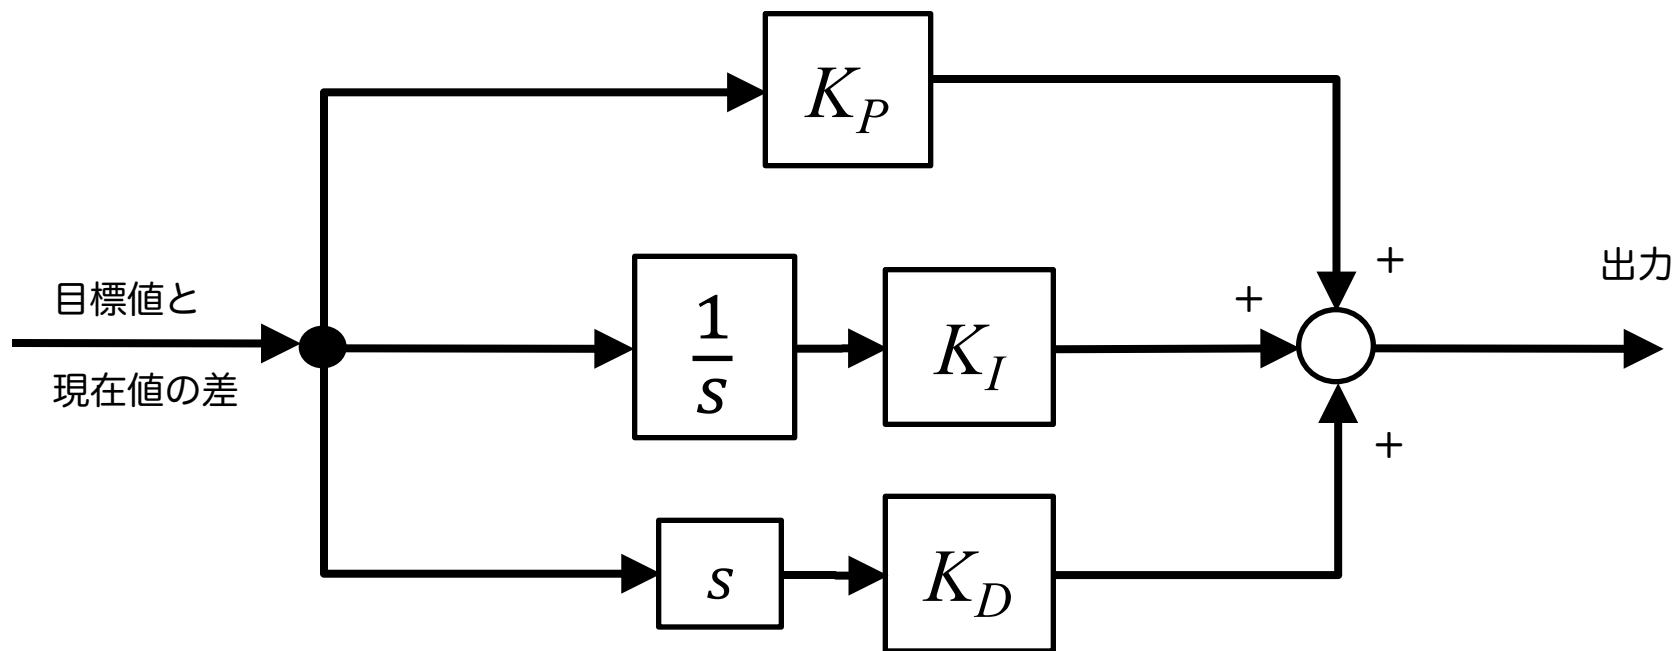 K_P
+
出力
目標値と
+
1/s
K_I
現在値の差
+
s
K_D